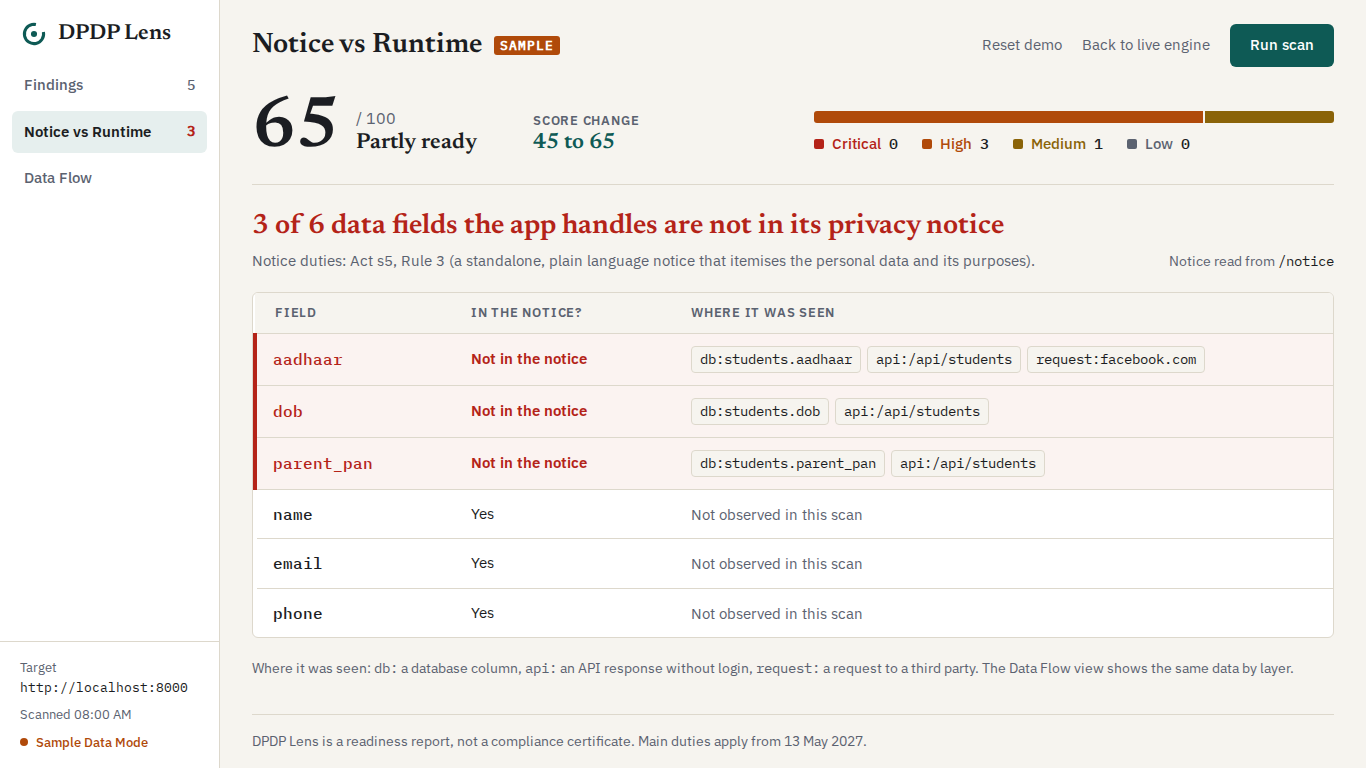 DPDP Lens
Findings 5
Notice vs Runtime 3
Data Flow
Target
http://localhost:8000
Scanned 08:00 AM
Sample Data Mode
Notice vs Runtime SAMPLE
Reset demo Back to live engine Run scan
65 / 100
Partly ready
SCORE CHANGE
45 to 65
Critical 0 High 3 Medium 1 Low 0
3 of 6 data fields the app handles are not in its privacy notice
Notice duties: Act s5, Rule 3 (a standalone, plain language notice that itemises the personal data and its purposes). Notice read from /notice
FIELD IN THE NOTICE? WHERE IT WAS SEEN
aadhaar Not in the notice db:students.aadhaar api:/api/students request:facebook.com
dob Not in the notice db:students.dob api:/api/students
parent_pan Not in the notice db:students.parent_pan api:/api/students
name Yes Not observed in this scan
email Yes Not observed in this scan
phone Yes Not observed in this scan
Where it was seen: db: a database column, api: an API response without login, request: a request to a third party. The Data Flow view shows the same data by layer.
DPDP Lens is a readiness report, not a compliance certificate. Main duties apply from 13 May 2027.